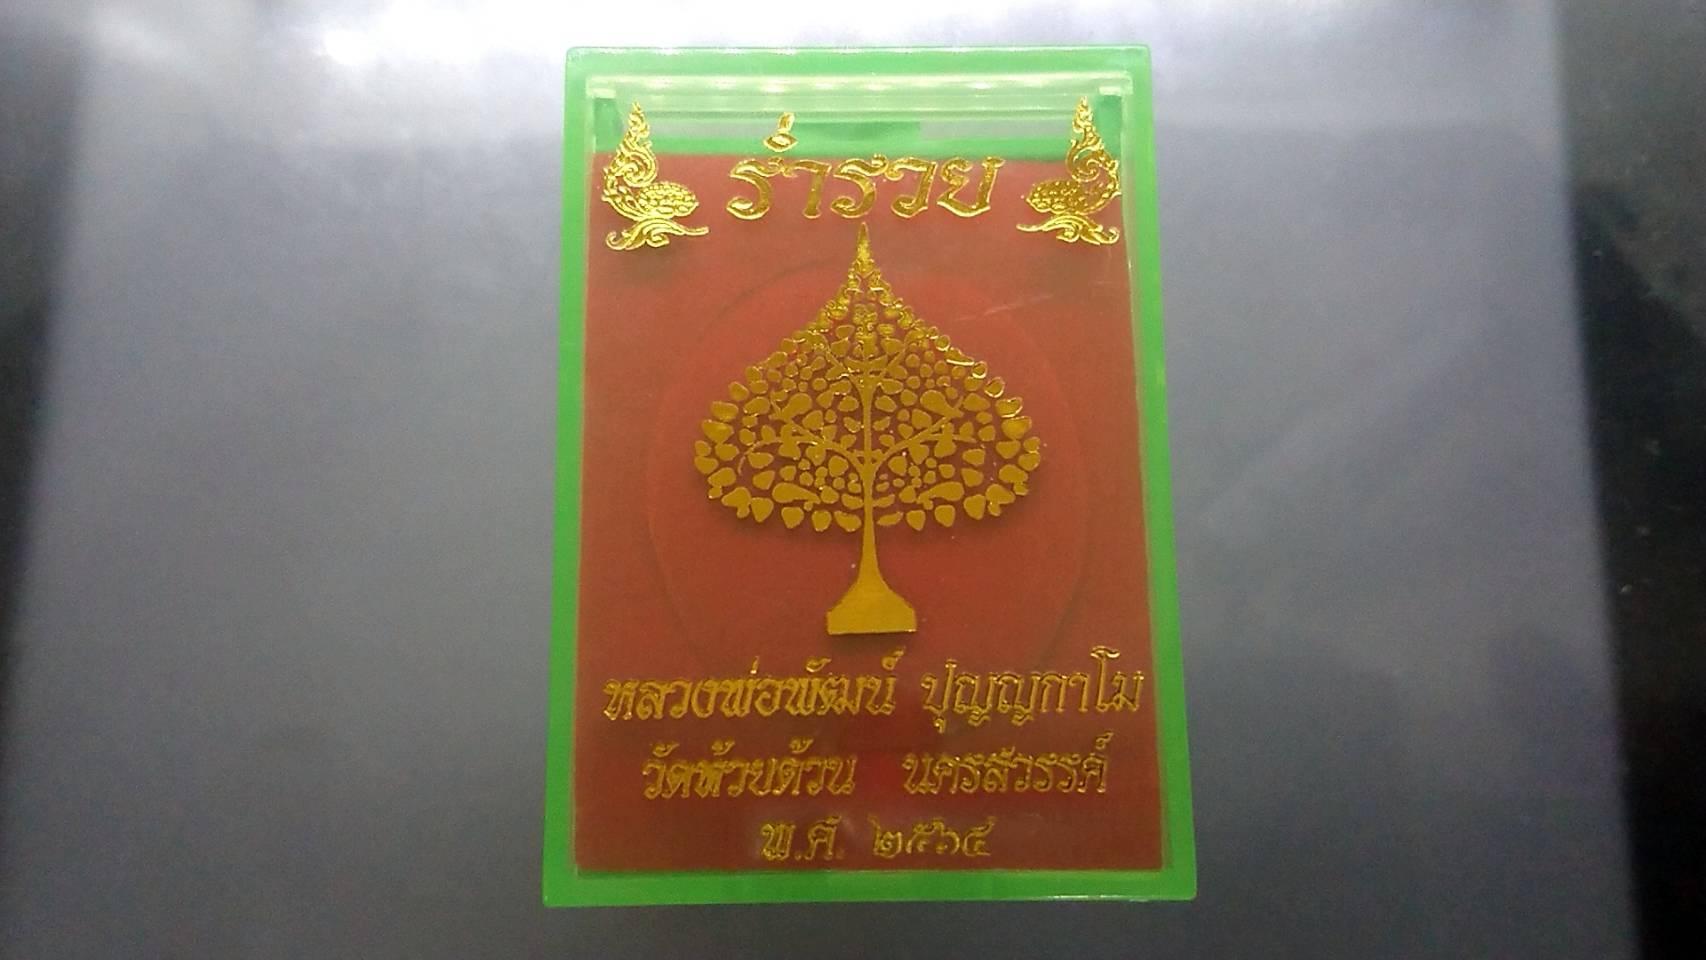 ร่ำรวย
หลวงพ่อพัฒน์ ปุญญกาโม
วัดห้วยด้วน นครสวรรค์
พ.ศ. ๒๕๖๔